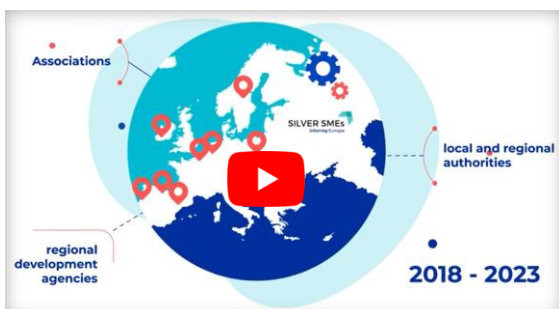 Associations
SILVER SMEs
Interreg Europe
local and regional
authorities
regional
development
agencies
2018 - 2023